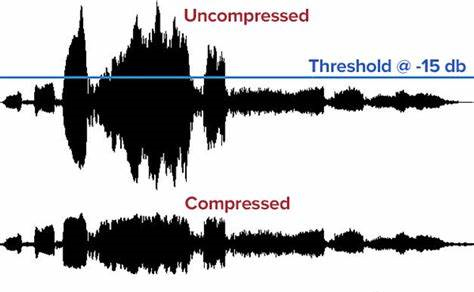 Uncompressed
Threshold @ -15 db
Compressed